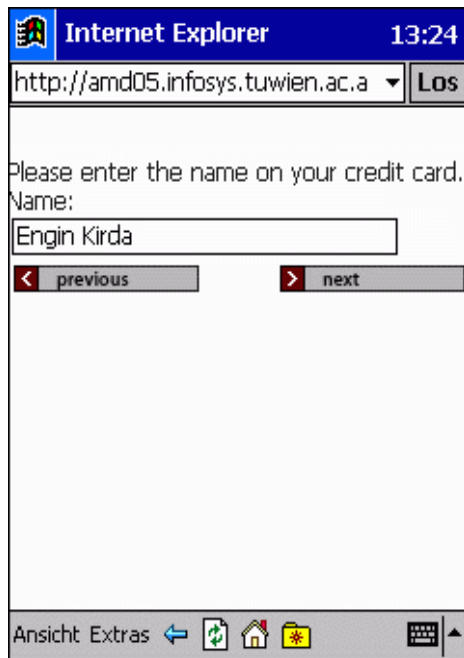 Internet Explorer 13:24
http://amd05.infosys.tuwien.ac.a Los
Please enter the name on your credit card.
Name:
Engin Kirda
previous next
Ansicht Extras